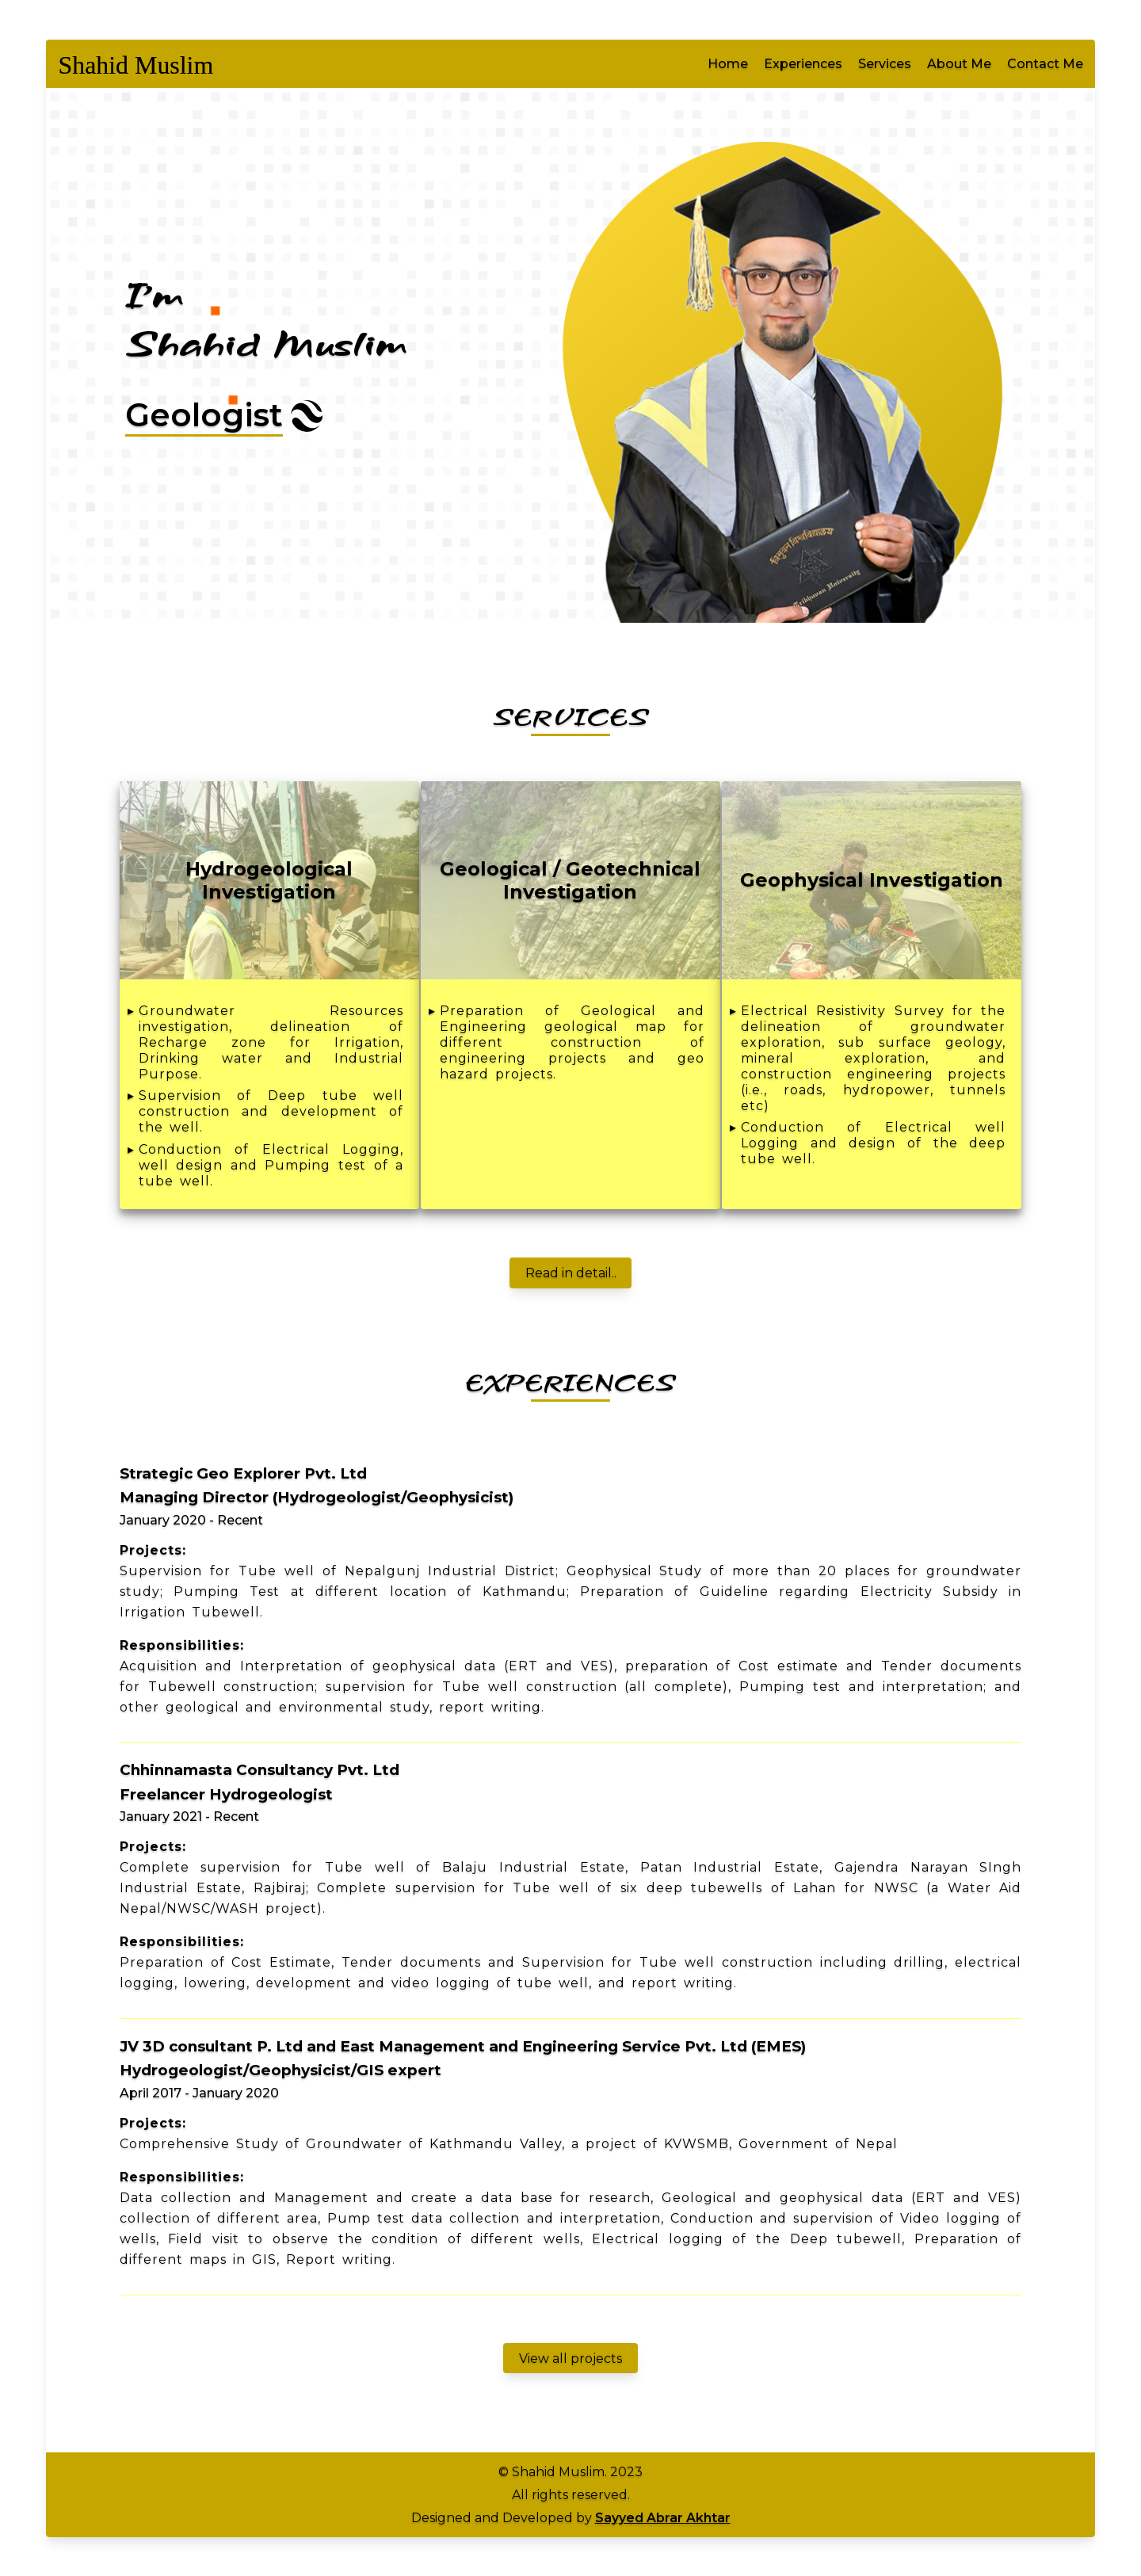 Shahid Muslim
Home Experiences Services About Me Contact Me
I'm
Shahid Muslim
Geologist
त्रिभुवन विश्वविद्यालय
Tribhuvan University
SERVICES
Hydrogeological
Investigation
Geological / Geotechnical
Investigation
Geophysical Investigation
▸ Groundwater Resources
investigation, delineation of
Recharge zone for Irrigation,
Drinking water and Industrial
Purpose.
▸ Supervision of Deep tube well
construction and development of
the well.
▸ Conduction of Electrical Logging,
well design and Pumping test of a
tube well.
▸ Preparation of Geological and
Engineering geological map for
different construction of
engineering projects and geo
hazard projects.
▸ Electrical Resistivity Survey for the
delineation of groundwater
exploration, sub surface geology,
mineral exploration, and
construction engineering projects
(i.e., roads, hydropower, tunnels
etc)
▸ Conduction of Electrical well
Logging and design of the deep
tube well.
Read in detail..
EXPERIENCES
Strategic Geo Explorer Pvt. Ltd
Managing Director (Hydrogeologist/Geophysicist)
January 2020 - Recent
Projects:
Supervision for Tube well of Nepalgunj Industrial District; Geophysical Study of more than 20 places for groundwater
study; Pumping Test at different location of Kathmandu; Preparation of Guideline regarding Electricity Subsidy in
Irrigation Tubewell.
Responsibilities:
Acquisition and Interpretation of geophysical data (ERT and VES), preparation of Cost estimate and Tender documents
for Tubewell construction; supervision for Tube well construction (all complete), Pumping test and interpretation; and
other geological and environmental study, report writing.
Chhinnamasta Consultancy Pvt. Ltd
Freelancer Hydrogeologist
January 2021 - Recent
Projects:
Complete supervision for Tube well of Balaju Industrial Estate, Patan Industrial Estate, Gajendra Narayan SIngh
Industrial Estate, Rajbiraj; Complete supervision for Tube well of six deep tubewells of Lahan for NWSC (a Water Aid
Nepal/NWSC/WASH project).
Responsibilities:
Preparation of Cost Estimate, Tender documents and Supervision for Tube well construction including drilling, electrical
logging, lowering, development and video logging of tube well, and report writing.
JV 3D consultant P. Ltd and East Management and Engineering Service Pvt. Ltd (EMES)
Hydrogeologist/Geophysicist/GIS expert
April 2017 - January 2020
Projects:
Comprehensive Study of Groundwater of Kathmandu Valley, a project of KVWSMB, Government of Nepal
Responsibilities:
Data collection and Management and create a data base for research, Geological and geophysical data (ERT and VES)
collection of different area, Pump test data collection and interpretation, Conduction and supervision of Video logging of
wells, Field visit to observe the condition of different wells, Electrical logging of the Deep tubewell, Preparation of
different maps in GIS, Report writing.
View all projects
© Shahid Muslim. 2023
All rights reserved.
Designed and Developed by Sayyed Abrar Akhtar